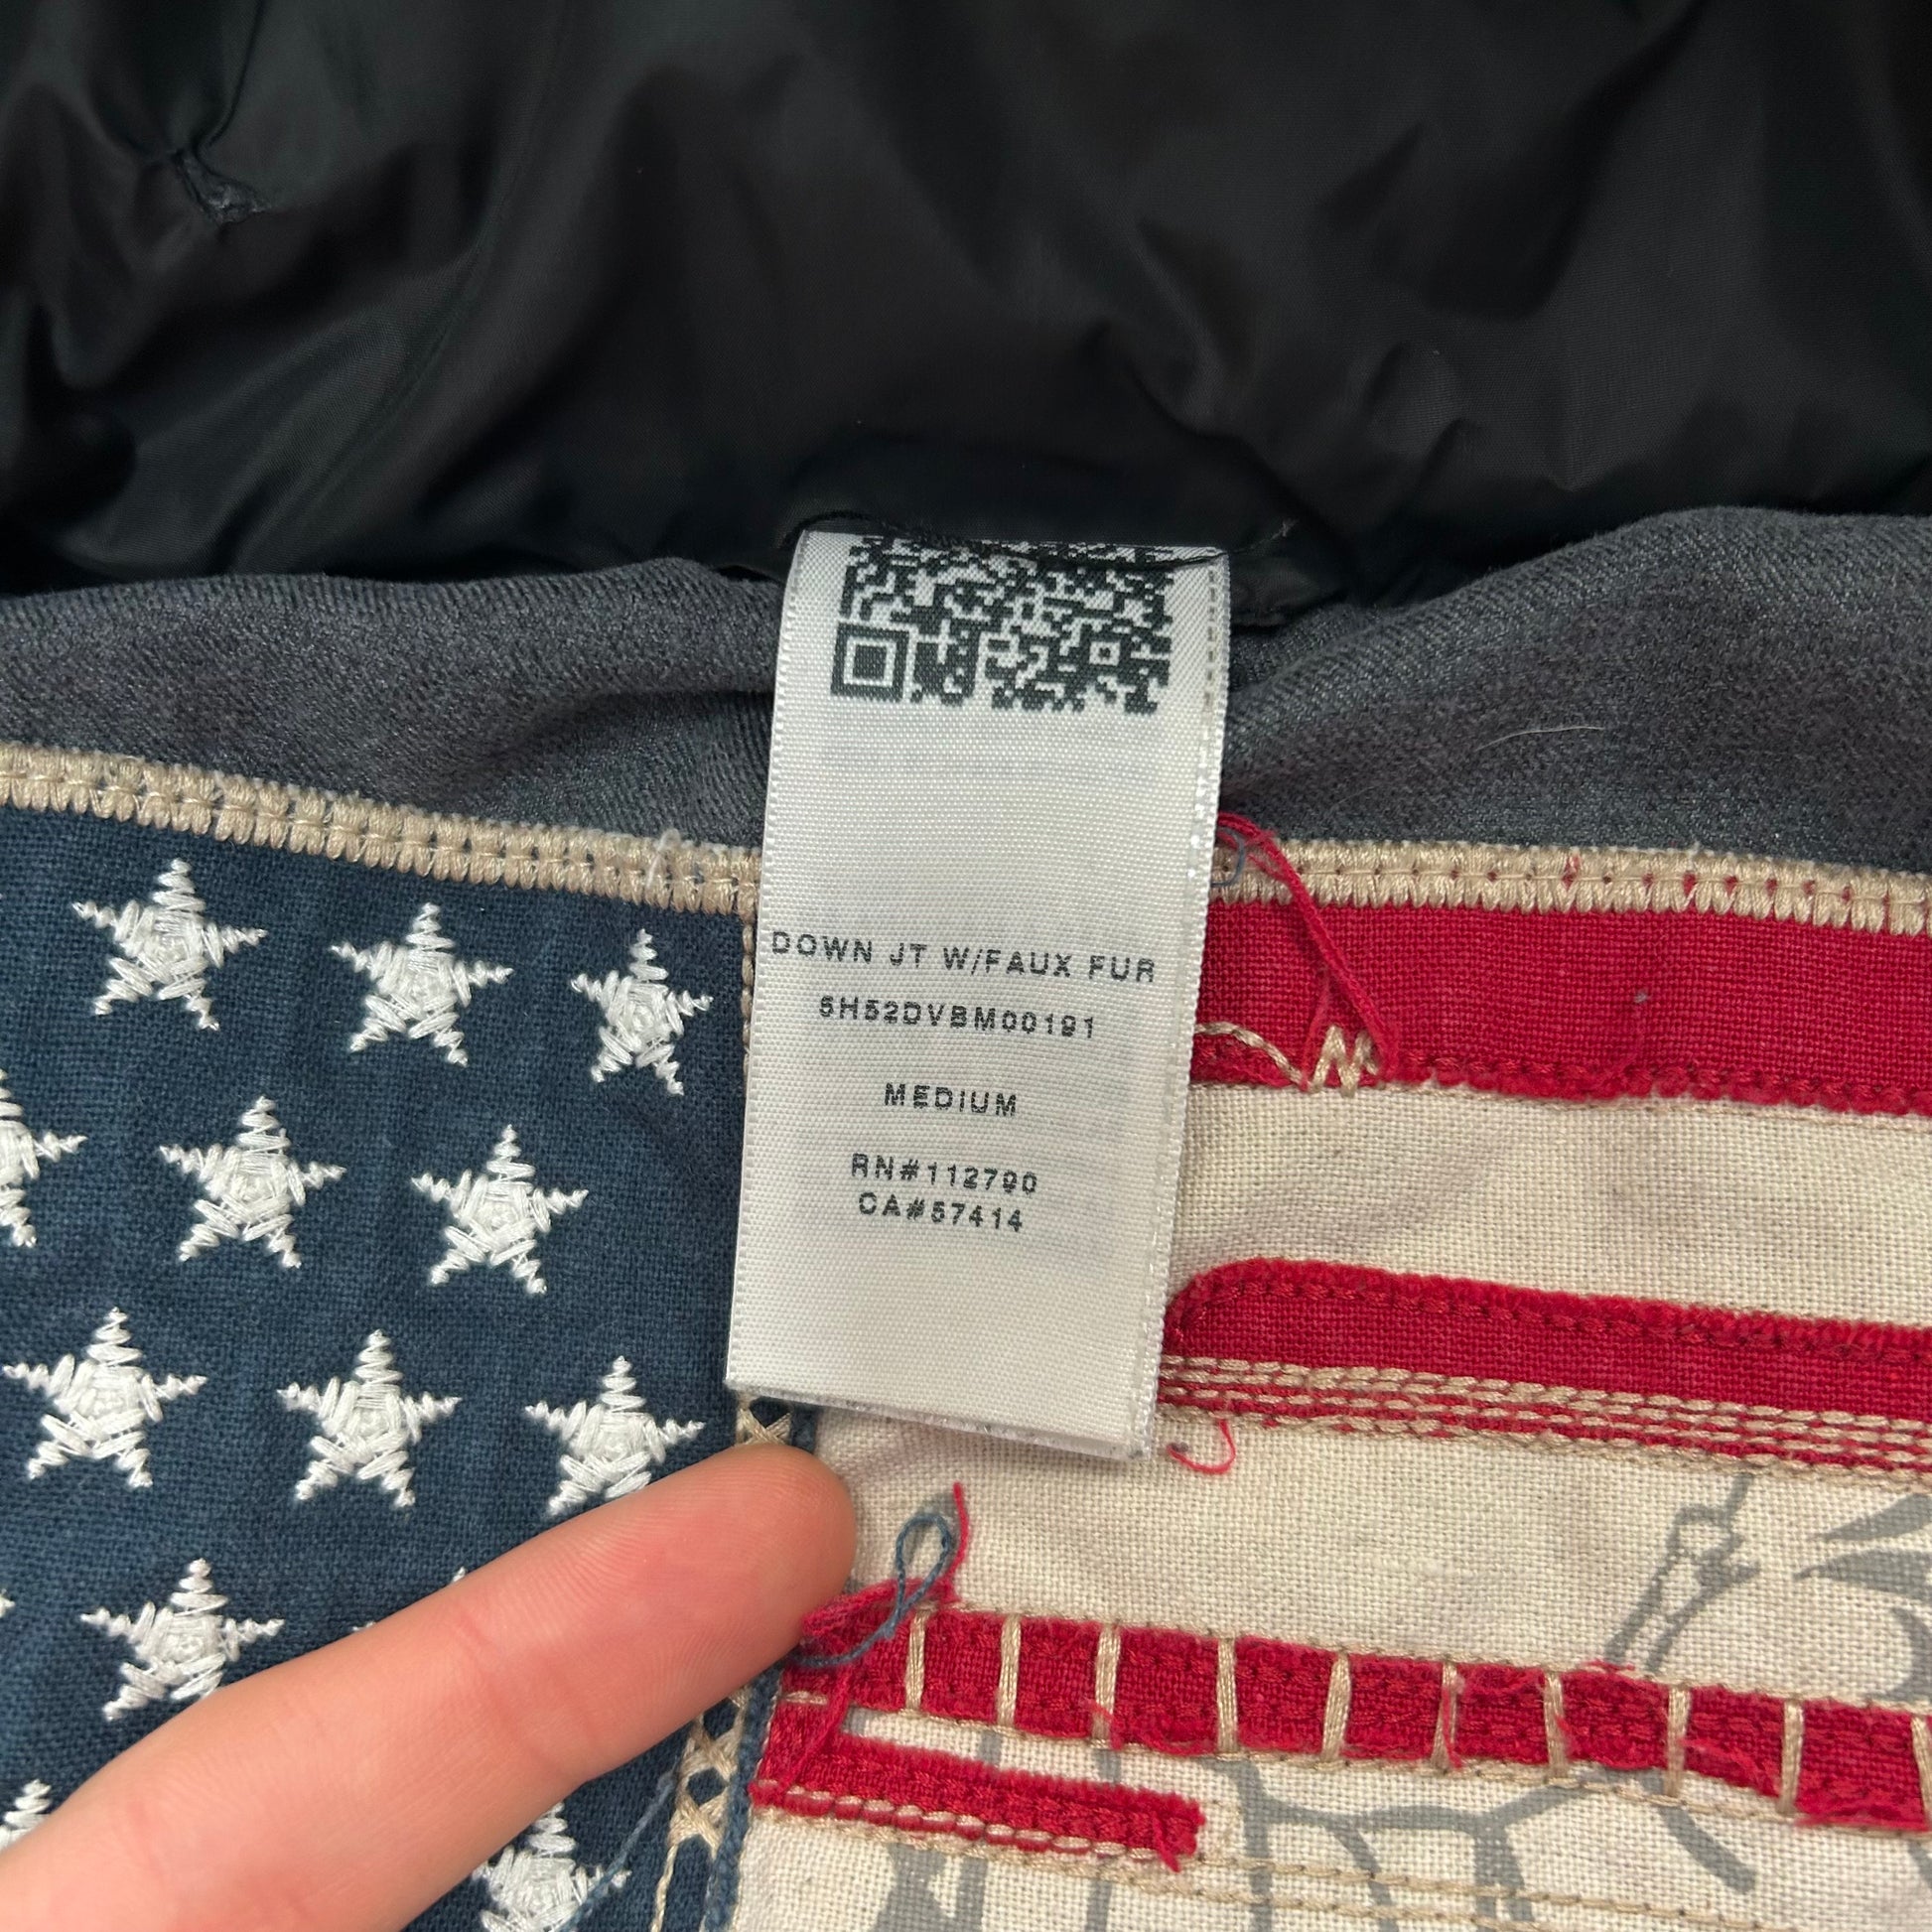 DOWN JT W/FAUX FUR
5H52DVBM00191
MEDIUM
RN#112790
CA#57414